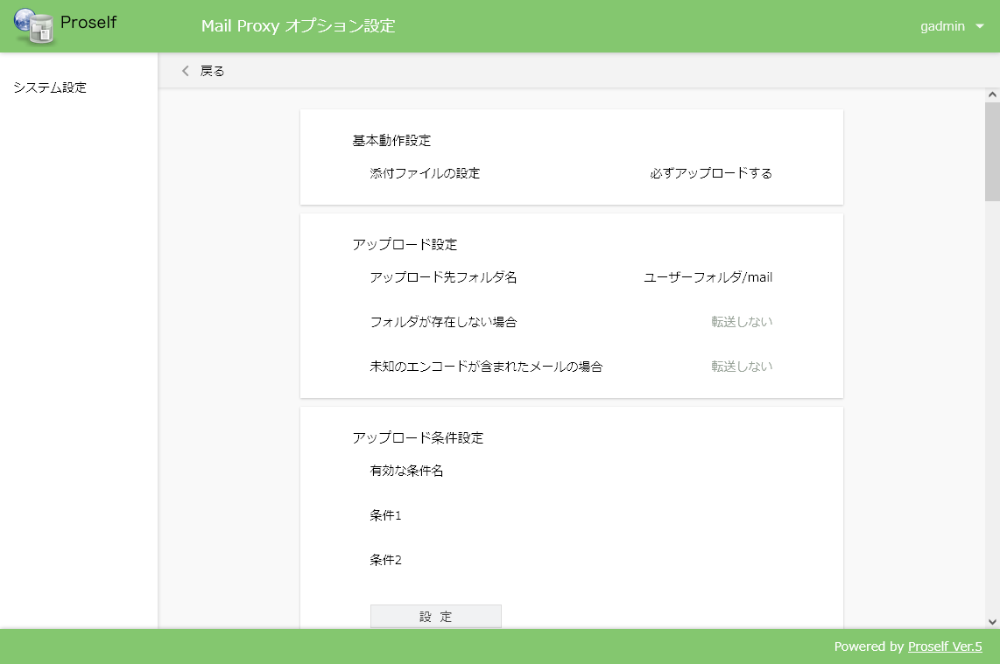 Proself
Mail Proxy オプション設定
gadmin
システム設定
戻る
基本動作設定
添付ファイルの設定 必ずアップロードする
アップロード設定
アップロード先フォルダ名 ユーザーフォルダ/mail
フォルダが存在しない場合 転送しない
未知のエンコードが含まれたメールの場合 転送しない
アップロード条件設定
有効な条件名
条件1
条件2
設 定
Powered by Proself Ver.5